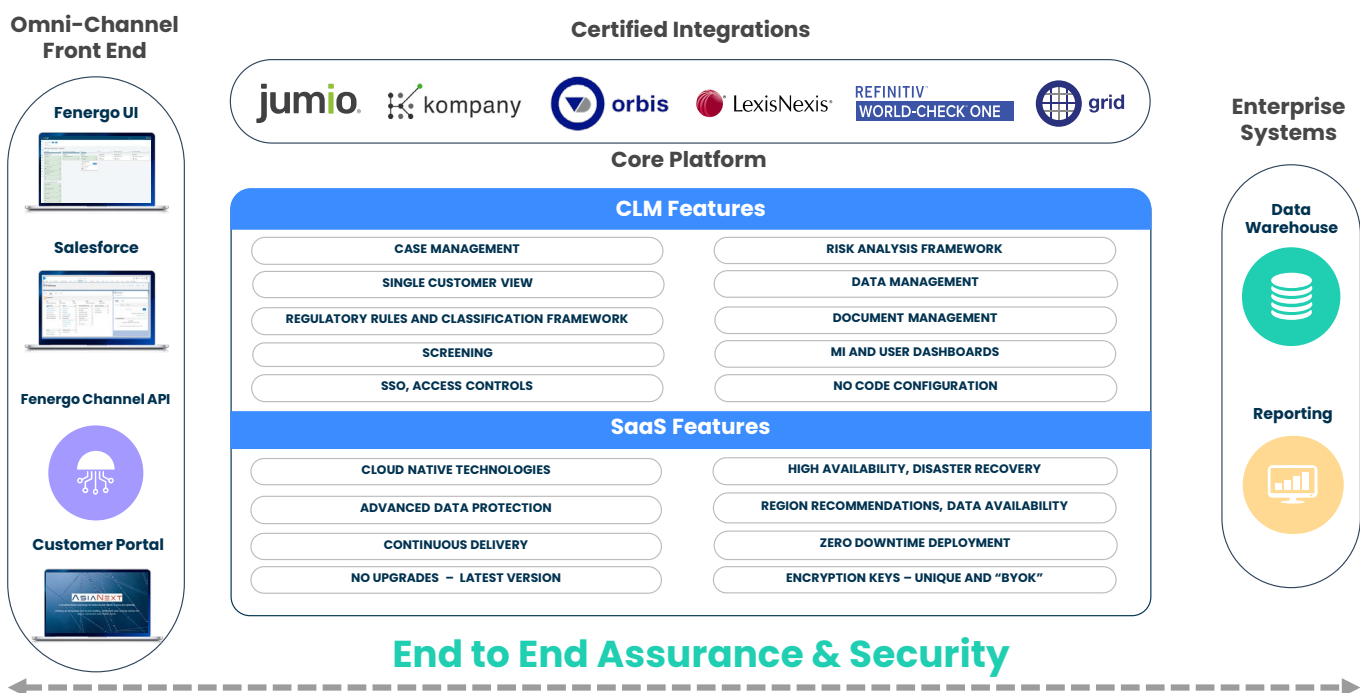 Omni-Channel
Front End
Fenergo UI
Salesforce
Fenergo Channel API
Customer Portal
ASIANEXT
Certified Integrations
jumio.
kompany
orbis
LexisNexis®
REFINITIV™
WORLD-CHECK ONE
grid
Core Platform
CLM Features
CASE MANAGEMENT
RISK ANALYSIS FRAMEWORK
SINGLE CUSTOMER VIEW
DATA MANAGEMENT
REGULATORY RULES AND CLASSIFICATION FRAMEWORK
DOCUMENT MANAGEMENT
SCREENING
MI AND USER DASHBOARDS
SSO, ACCESS CONTROLS
NO CODE CONFIGURATION
SaaS Features
CLOUD NATIVE TECHNOLOGIES
HIGH AVAILABILITY, DISASTER RECOVERY
ADVANCED DATA PROTECTION
REGION RECOMMENDATIONS, DATA AVAILABILITY
CONTINUOUS DELIVERY
ZERO DOWNTIME DEPLOYMENT
NO UPGRADES – LATEST VERSION
ENCRYPTION KEYS – UNIQUE AND “BYOK”
Enterprise
Systems
Data
Warehouse
Reporting
End to End Assurance & Security